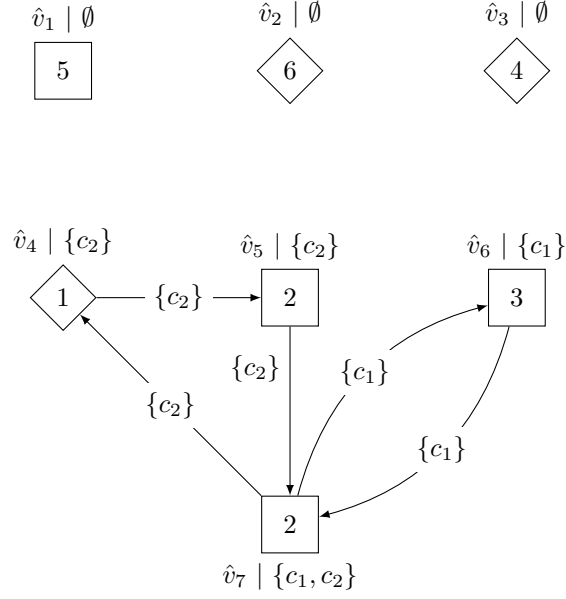 v̂₁ | ∅
v̂₂ | ∅
v̂₃ | ∅
5
6
4
v̂₄ | {c₂}
v̂₅ | {c₂}
v̂₆ | {c₁}
1
{c₂}
2
3
{c₂}
{c₁}
{c₂}
{c₁}
2
v̂₇ | {c₁, c₂}